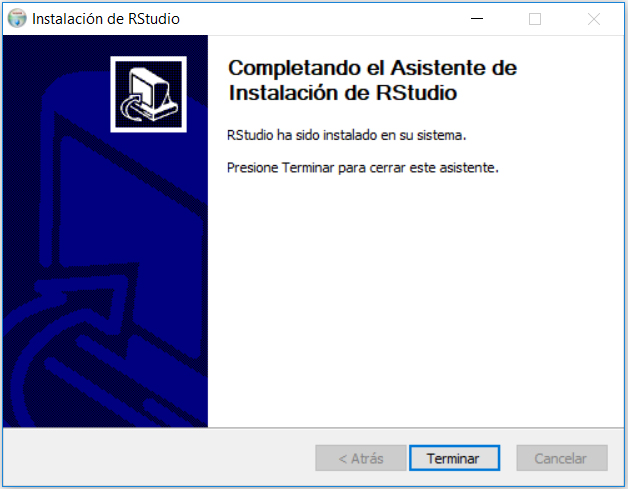 Instalación de RStudio
Completando el Asistente de
Instalación de RStudio
RStudio ha sido instalado en su sistema.
Presione Terminar para cerrar este asistente.
< Atrás
Terminar
Cancelar